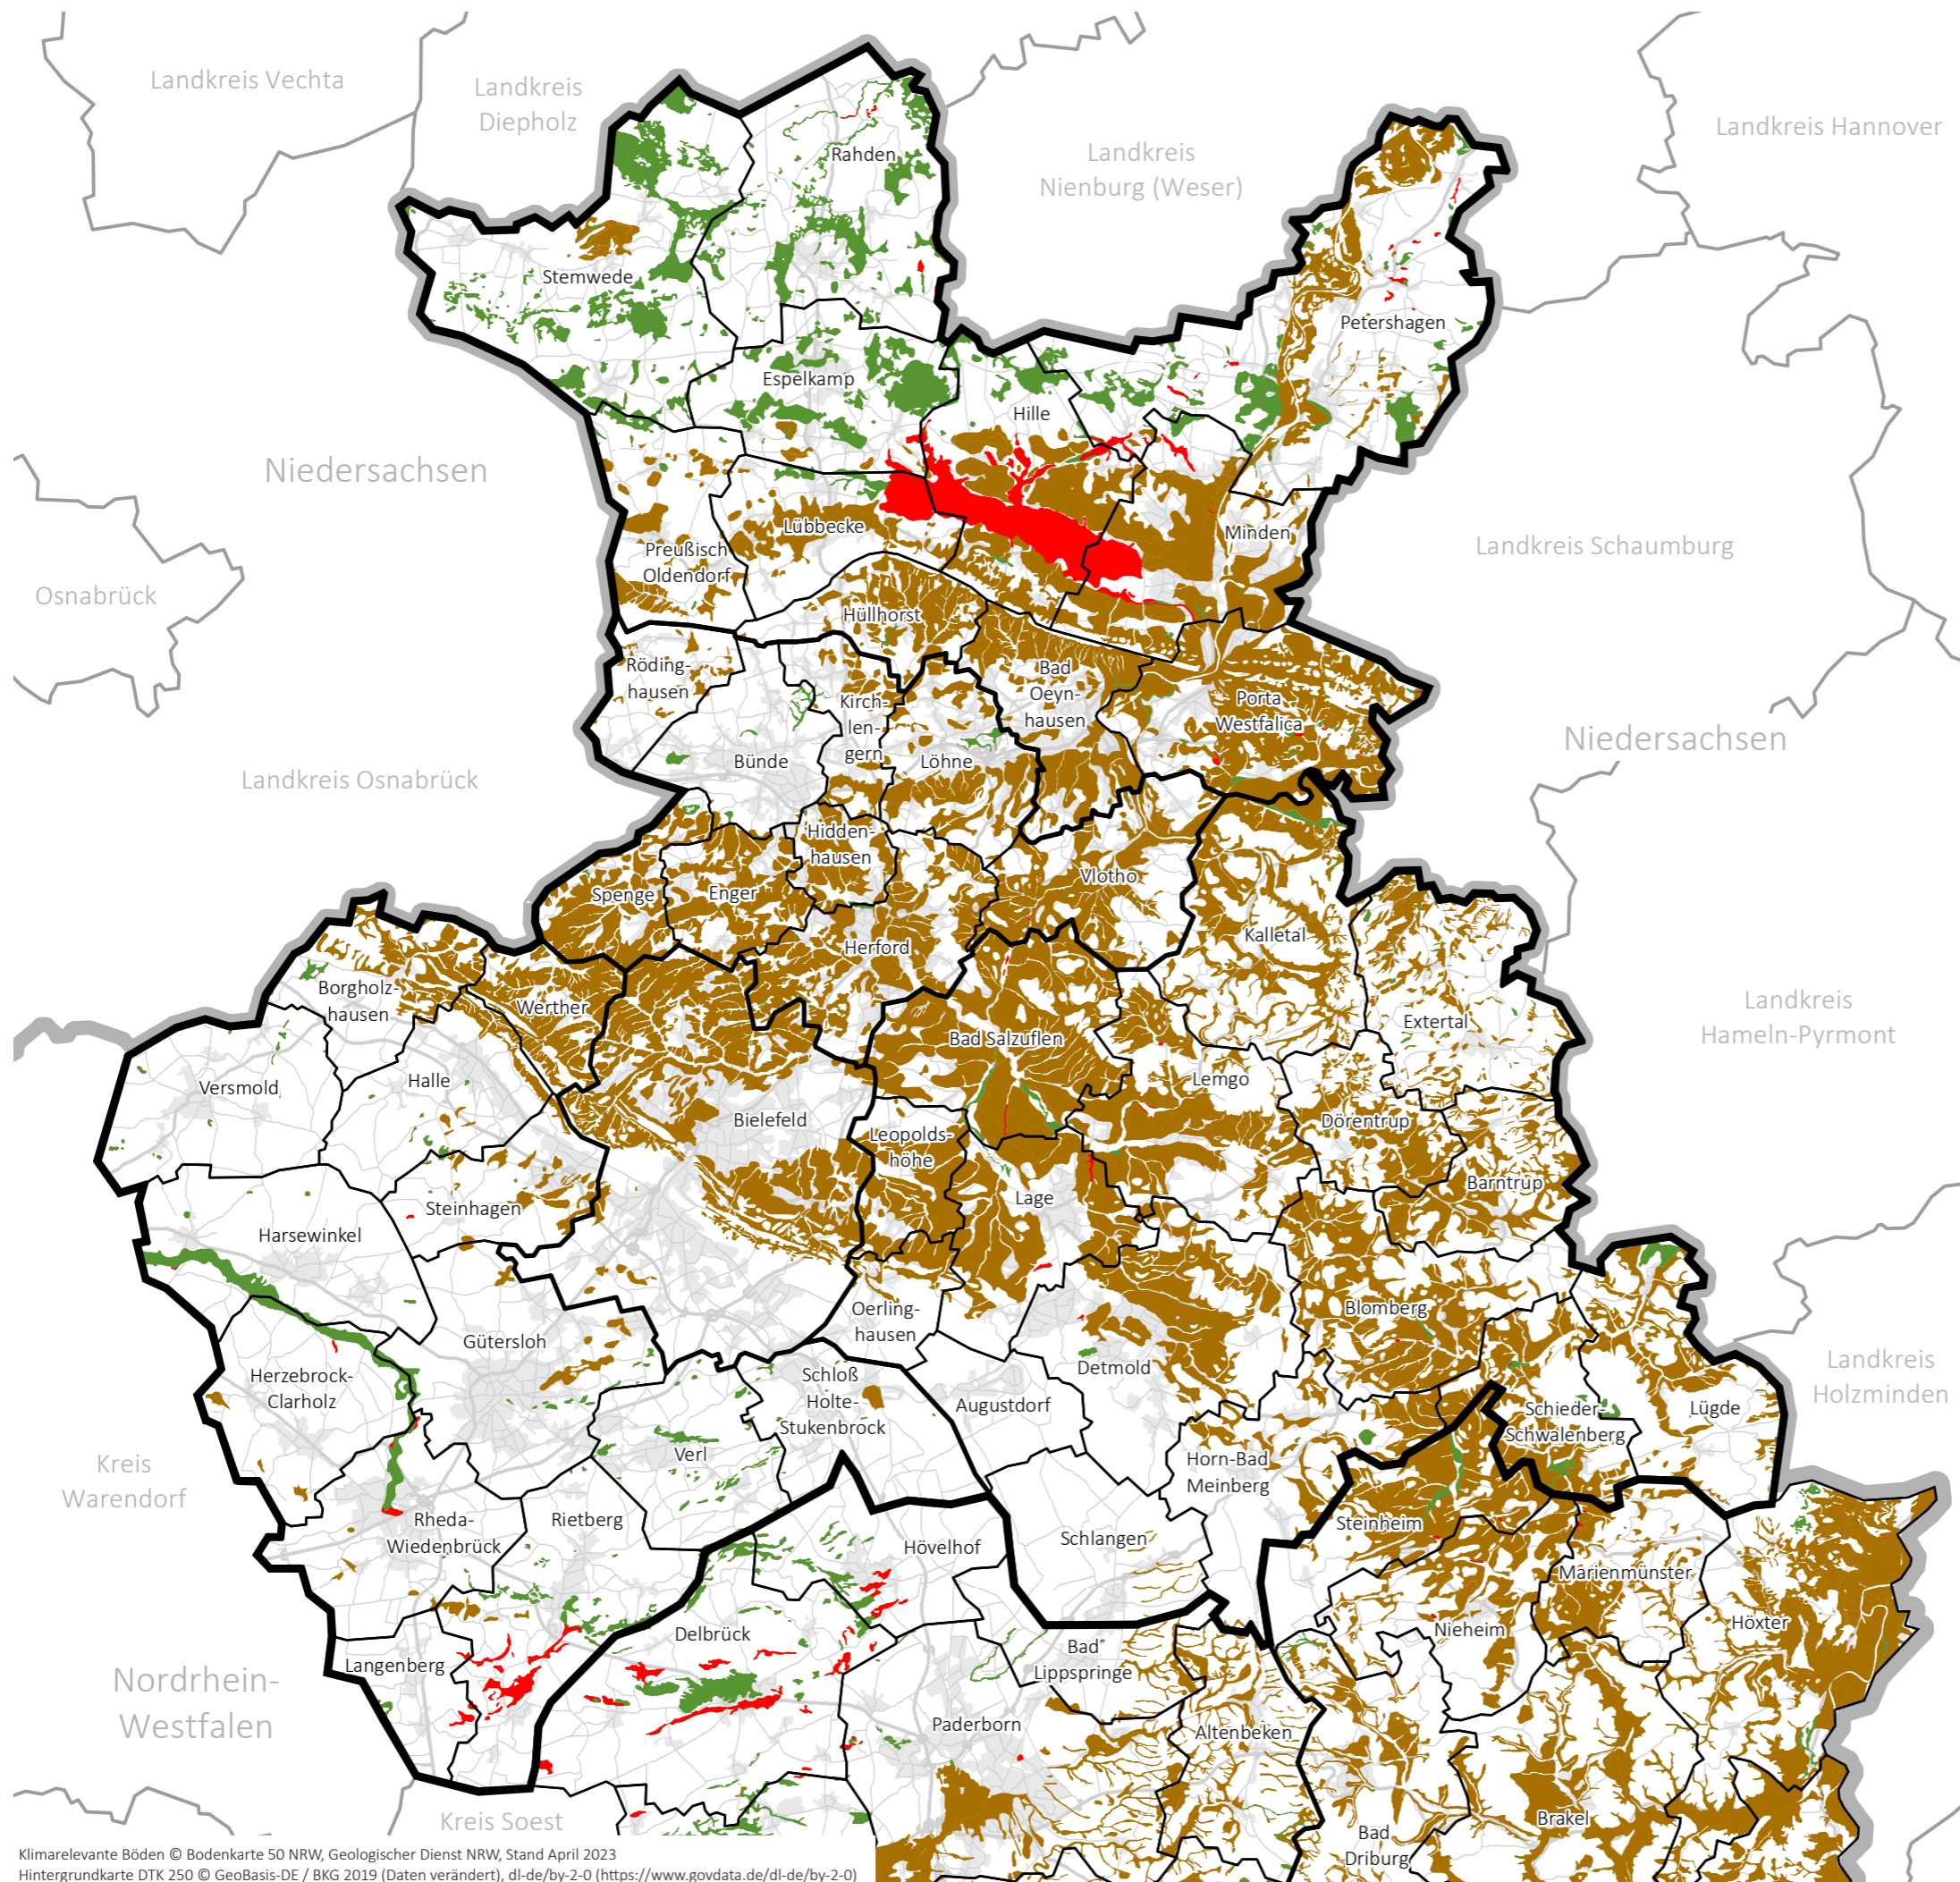 Landkreis Vechta
Landkreis
Diepholz
Landkreis Hannover
Rahden
Landkreis
Nienburg (Weser)
Stemwede
Petershagen
Espelkamp
Hille
Niedersachsen
Lübbecke
Minden
Landkreis Schaumburg
Preußisch
Oldendorf
Osnabrück
Hüllhorst
Röding-
hausen
Bad
Oeyn-
hausen
Kirch-
len-
gern
Porta
Westfalica
Niedersachsen
Landkreis Osnabrück
Bünde
Löhne
Hidden-
hausen
Vlotho
Spenge
Enger
Herford
Kalletal
Borgholz-
hausen
Werther
Landkreis
Hameln-Pyrmont
Extertal
Bad Salzuflen
Versmold
Halle
Lemgo
Bielefeld
Dörentrup
Leopolds-
höhe
Barntrup
Steinhagen
Lage
Harsewinkel
Blomberg
Oerling-
hausen
Gütersloh
Landkreis
Holzminden
Herzebrock-
Clarholz
Schloß
Holte-
Stukenbrock
Detmold
Augustdorf
Schieder-
Schwalenberg
Lügde
Verl
Kreis
Warendorf
Horn-Bad
Meinberg
Rheda-
Wiedenbrück
Rietberg
Steinheim
Schlangen
Hövelhof
Marienmünster
Höxter
Nieheim
Delbrück
Langenberg
Bad
Lippspringe
Nordrhein-
Westfalen
Paderborn
Altenbeken
Kreis Soest
Brakel
Bad
Driburg
Klimarelevante Böden © Bodenkarte 50 NRW, Geologischer Dienst NRW, Stand April 2023
Hintergrundkarte DTK 250 © GeoBasis-DE / BKG 2019 (Daten verändert), dl-de/by-2-0 (https://www.govdata.de/dl-de/by-2-0)